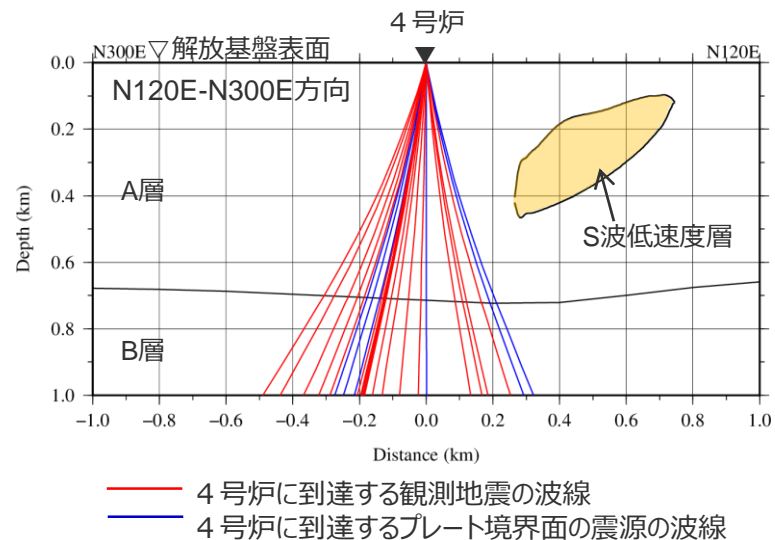 ４号炉
N300E▽解放基盤表面
N120E
N120E-N300E方向
A層
B層
S波低速度層
0.0
0.2
0.4
0.6
0.8
1.0
Depth (km)
−1.0 −0.8 −0.6 −0.4 −0.2 0.0 0.2 0.4 0.6 0.8 1.0
Distance (km)
４号炉に到達する観測地震の波線
４号炉に到達するプレート境界面の震源の波線